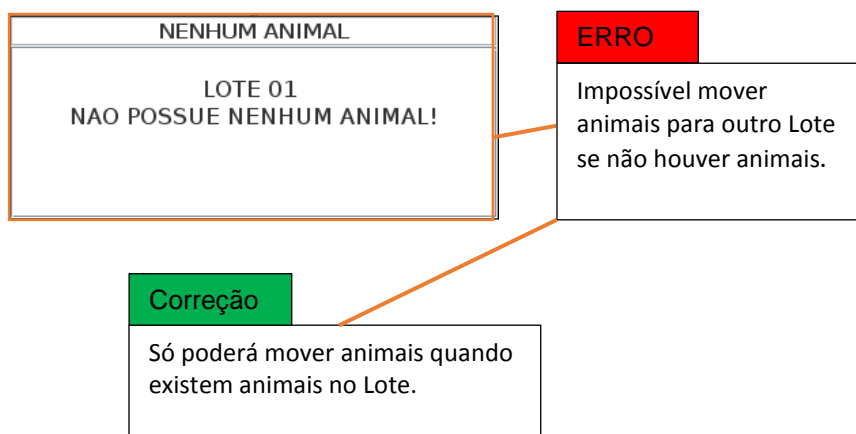 NENHUM ANIMAL
LOTE 01
NAO POSSUE NENHUM ANIMAL!
ERRO
Impossível mover
animais para outro Lote
se não houver animais.
Correção
Só poderá mover animais quando
existem animais no Lote.